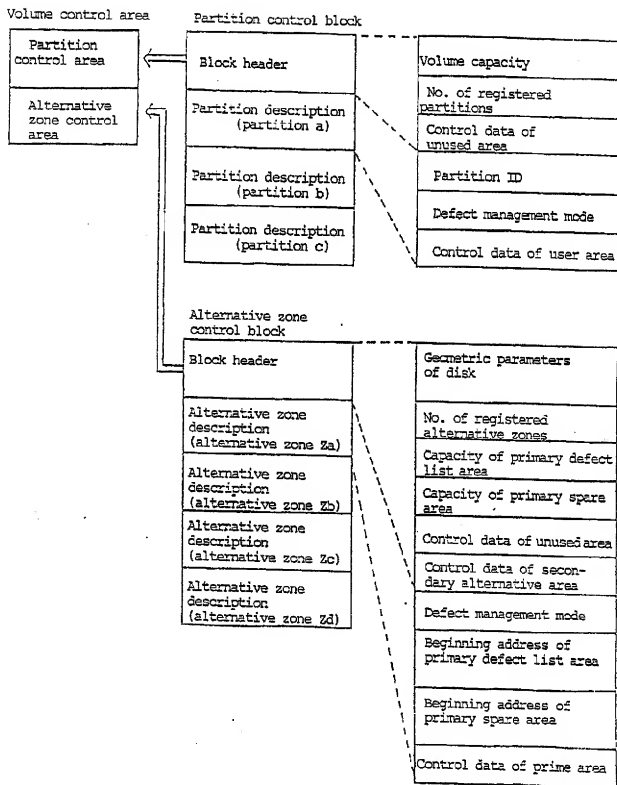 Volume control area
Partition
control area
Alternative
zone control
area
Partition control block
Block header
Partition description
(partition a)
Partition description
(partition b)
Partition description
(partition c)
Volume capacity
No. of registered
partitions
Control data of
unused area
Partition ID
Defect management mode
Control data of user area
Alternative zone
control block
Block header
Alternative zone
description
(alternative zone Za)
Alternative zone
description
(alternative zone Zb)
Alternative zone
description
(alternative zone Zc)
Alternative zone
description
(alternative zone Zd)
Geometric parameters
of disk
No. of registered
alternative zones
Capacity of primary defect
list area
Capacity of primary spare
area
Control data of unused area
Control data of secon-
dary alternative area
Defect management mode
Beginning address of
primary defect list area
Beginning address of
primary spare area
Control data of prime area